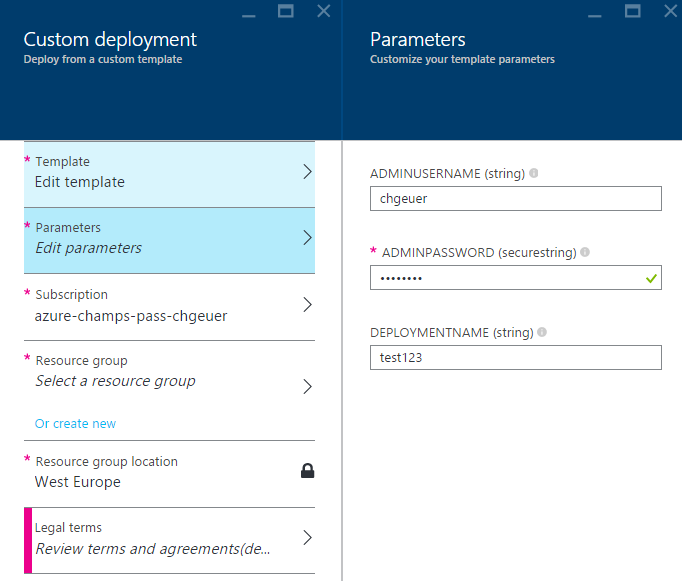 Custom deployment
Deploy from a custom template
* Template
Edit template
* Parameters
Edit parameters
* Subscription
azure-champs-pass-chgeuer
* Resource group
Select a resource group
Or create new
* Resource group location
West Europe
Legal terms
Review terms and agreements(de...
Parameters
Customize your template parameters
ADMINUSERNAME (string)
chgeuer
* ADMINPASSWORD (securestring)
••••••••
DEPLOYMENTNAME (string)
test123